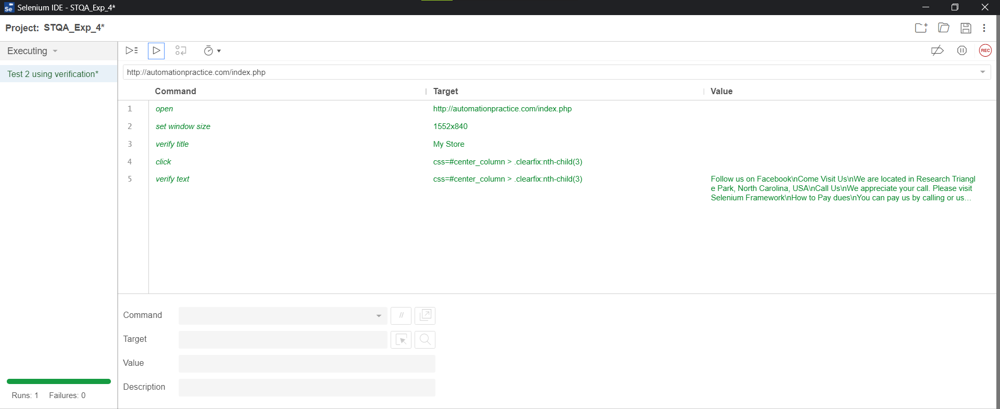 Se Selenium IDE - STQA_Exp_4*
Project: STQA_Exp_4*
Executing
Test 2 using verification*
REC
http://automationpractice.com/index.php
Command Target Value
1 open http://automationpractice.com/index.php
2 set window size 1552x840
3 verify title My Store
4 click css=#center_column > .clearfix:nth-child(3)
5 verify text css=#center_column > .clearfix:nth-child(3) Follow us on Facebook\nCome Visit Us\nWe are located in Research Triangl
e Park, North Carolina, USA\nCall Us\nWe appreciate your call. Please visit
Selenium Framework\nHow to Pay dues\nYou can pay us by calling or us...
Command //
Target
Value
Description
Runs: 1 Failures: 0